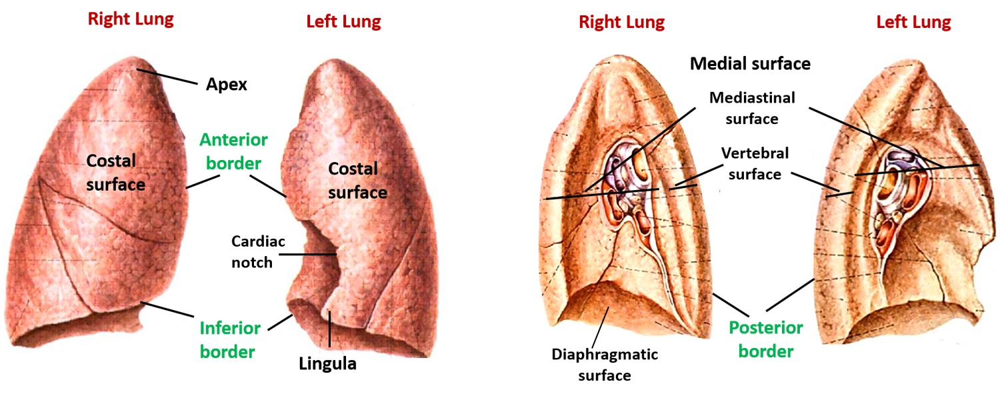 Right Lung
Left Lung
Right Lung
Left Lung
Apex
Anterior
border
Costal
surface
Costal
surface
Cardiac
notch
Inferior
border
Lingula
Medial surface
Mediastinal
surface
Vertebral
surface
Posterior
border
Diaphragmatic
surface